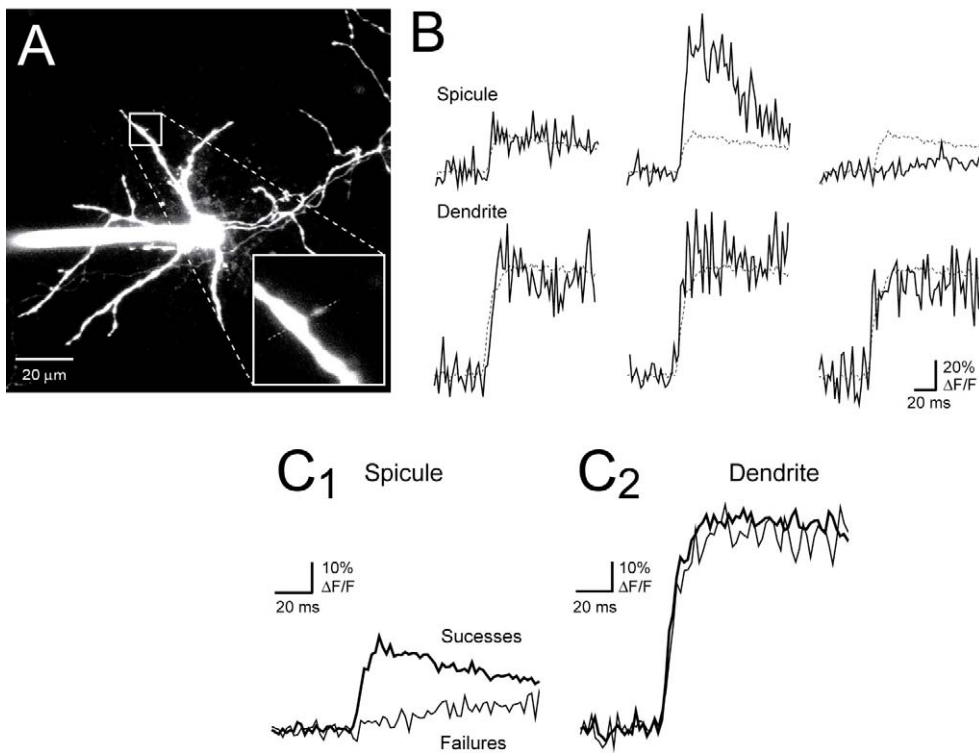 A
20 μm
B
Spicule
Dendrite
20%
ΔF/F
20 ms
C1 Spicule
10%
ΔF/F
20 ms
Sucesses
Failures
C2 Dendrite
10%
ΔF/F
20 ms